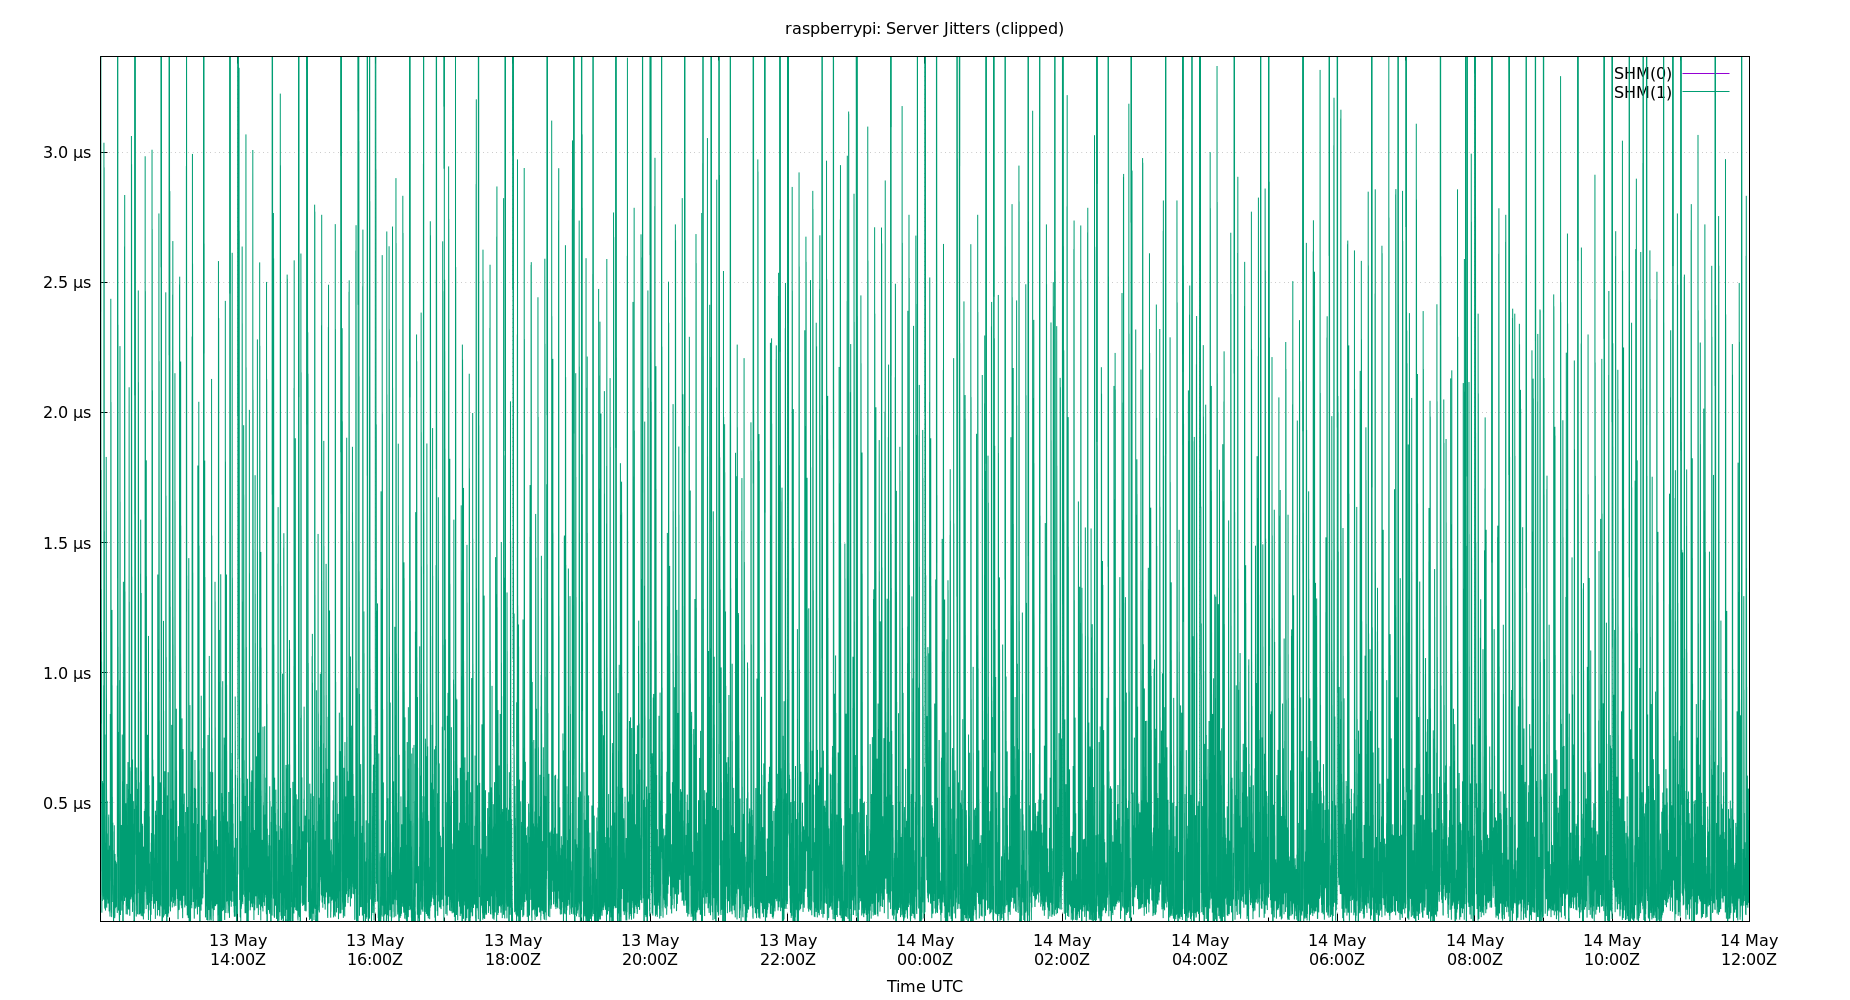 raspberrypi: Server Jitters (clipped)
SHM(0)
SHM(1)
3.0 µs
2.5 µs
2.0 µs
1.5 µs
1.0 µs
0.5 µs
13 May 13 May 13 May 13 May 13 May 14 May 14 May 14 May 14 May 14 May 14 May 14 May
14:00Z 16:00Z 18:00Z 20:00Z 22:00Z 00:00Z 02:00Z 04:00Z 06:00Z 08:00Z 10:00Z 12:00Z
Time UTC